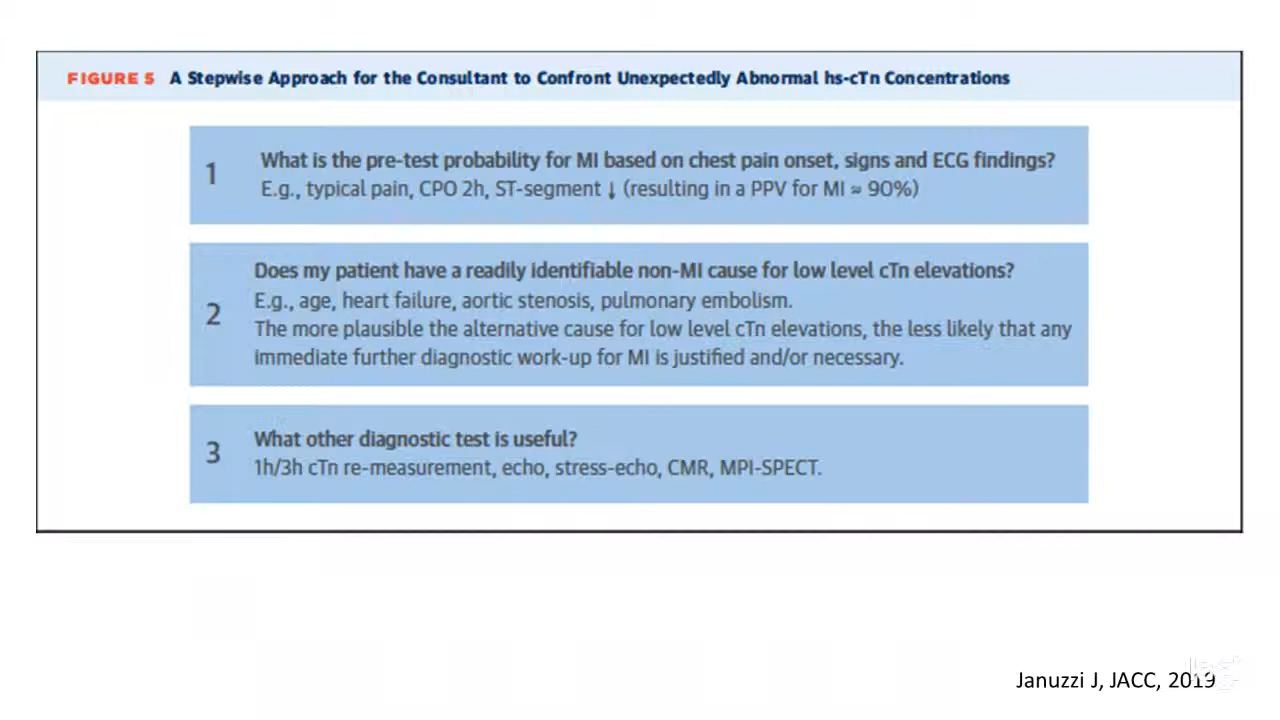 FIGURE 5 A Stepwise Approach for the Consultant to Confront Unexpectedly Abnormal hs-cTn Concentrations
1
What is the pre-test probability for MI based on chest pain onset, signs and ECG findings?
E.g., typical pain, CPO 2h, ST-segment ↓ (resulting in a PPV for MI ≈ 90%)
2
Does my patient have a readily identifiable non-MI cause for low level cTn elevations?
E.g., age, heart failure, aortic stenosis, pulmonary embolism.
The more plausible the alternative cause for low level cTn elevations, the less likely that any
immediate further diagnostic work-up for MI is justified and/or necessary.
3
What other diagnostic test is useful?
1h/3h cTn re-measurement, echo, stress-echo, CMR, MPI-SPECT.
Januzzi J, JACC, 2019